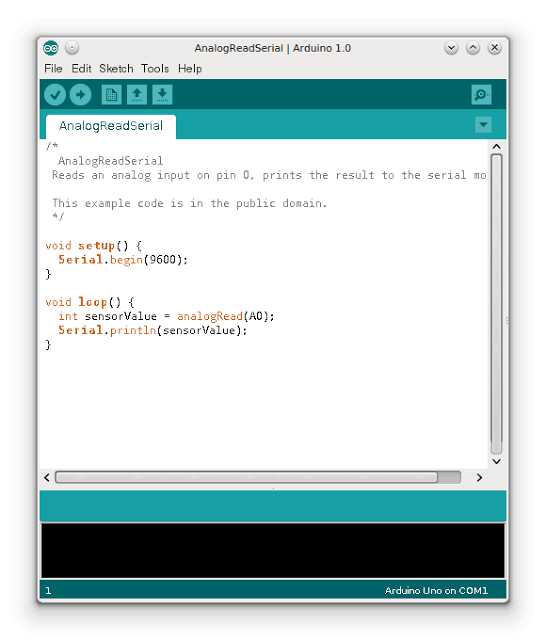 AnalogReadSerial | Arduino 1.0
File Edit Sketch Tools Help
AnalogReadSerial
/*
  AnalogReadSerial
 Reads an analog input on pin 0, prints the result to the serial mo
 This example code is in the public domain.
 */
void setup() {
  Serial.begin(9600);
}
void loop() {
  int sensorValue = analogRead(A0);
  Serial.println(sensorValue);
}
1 Arduino Uno on COM1